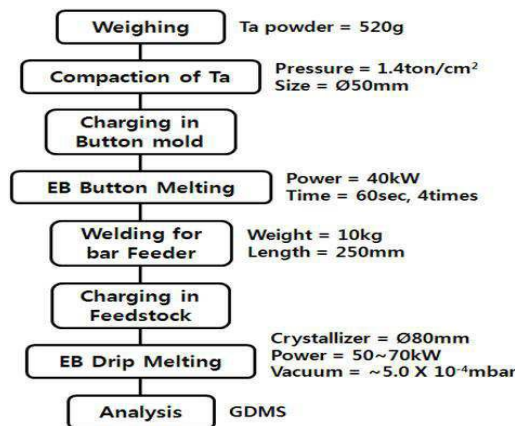 Weighing
Ta powder = 520g
Compaction of Ta
Pressure = 1.4ton/cm²
Size = Ø50mm
Charging in
Button mold
EB Button Melting
Power = 40kW
Time = 60sec, 4times
Welding for
bar Feeder
Weight = 10kg
Length = 250mm
Charging in
Feedstock
EB Drip Melting
Crystallizer = Ø80mm
Power = 50~70kW
Vacuum = ~5.0 X 10⁻⁴mbar
Analysis
GDMS